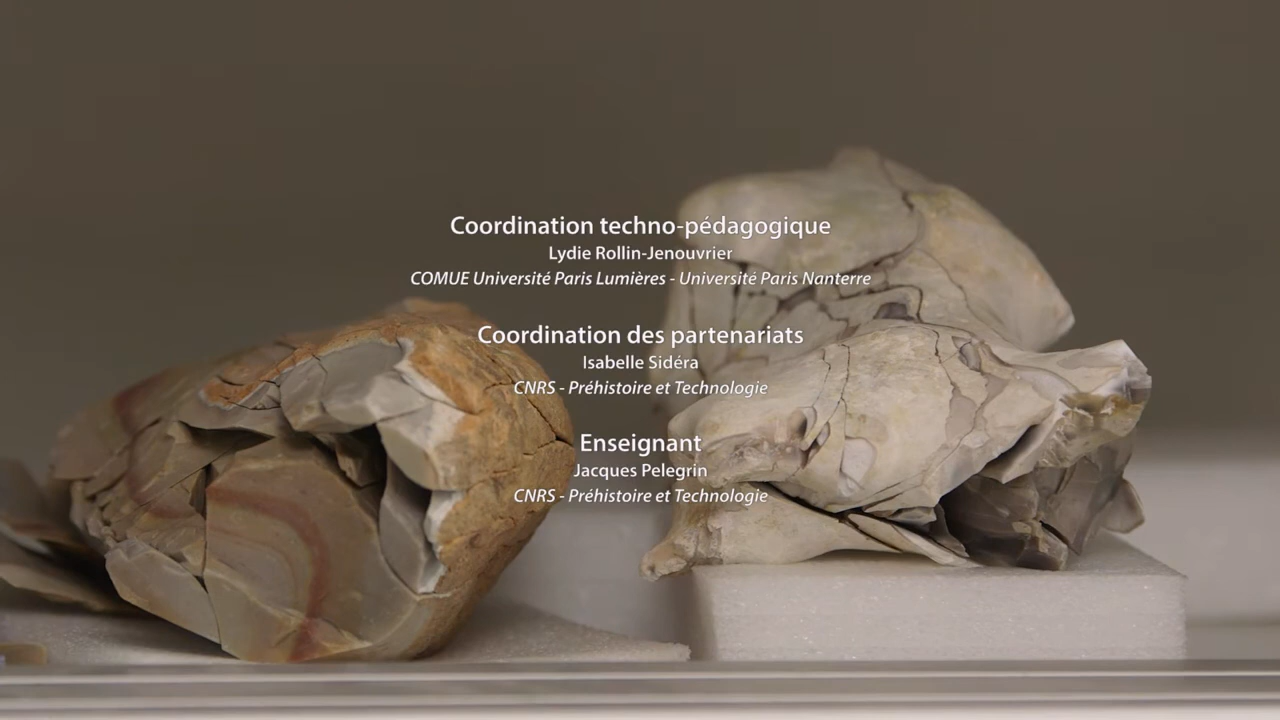 Coordination techno-pédagogique
Lydie Rollin-Jenouvrier
COMUE Université Paris Lumières - Université Paris Nanterre
Coordination des partenariats
Isabelle Sidéra
CNRS - Préhistoire et Technologie
Enseignant
Jacques Pelegrin
CNRS - Préhistoire et Technologie